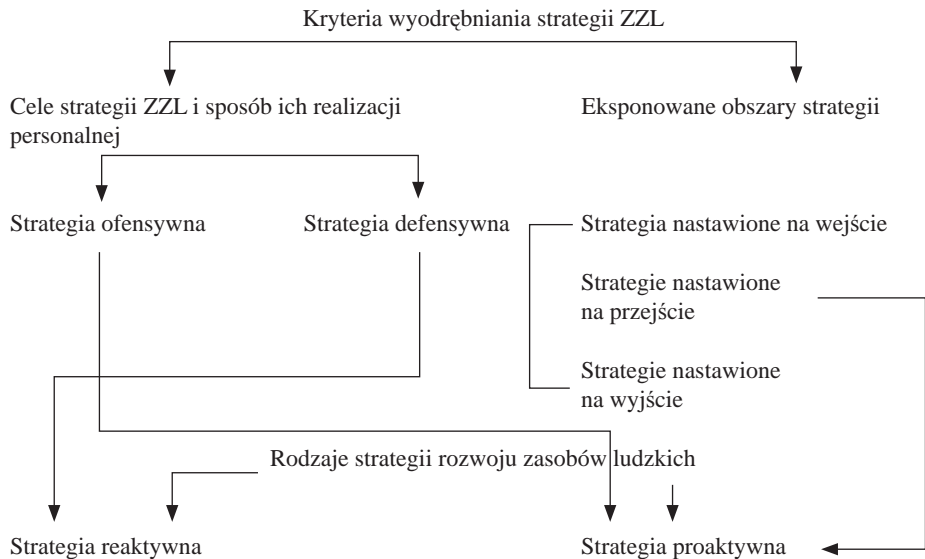 Kryteria wyodrębniania strategii ZZL
Cele strategii ZZL i sposób ich realizacji
personalnej
Eksponowane obszary strategii
Strategia ofensywna
Strategia defensywna
Strategia nastawione na wejście
Strategie nastawione
na przejście
Strategie nastawione
na wyjście
Rodzaje strategii rozwoju zasobów ludzkich
Strategia reaktywna
Strategia proaktywna